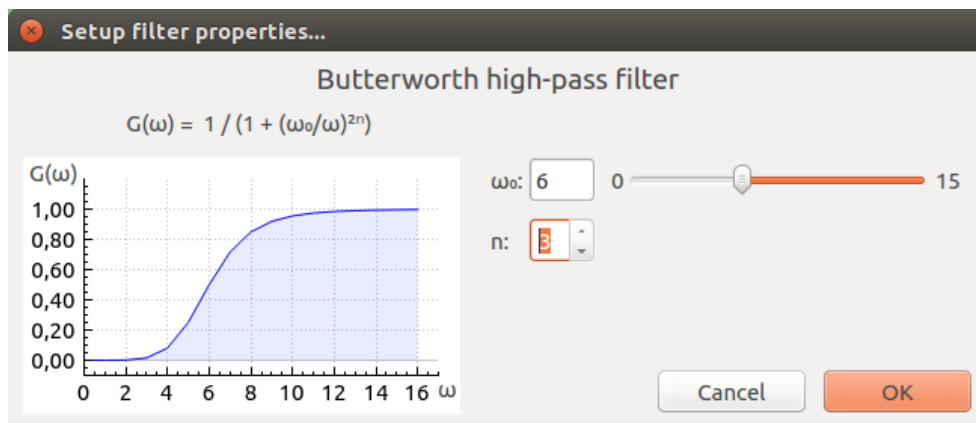 Setup filter properties...
Butterworth high-pass filter
G(ω) = 1 / (1 + (ω₀/ω)²ⁿ)
G(ω)
1,00
0,80
0,60
0,40
0,20
0,00
0 2 4 6 8 10 12 14 16 ω
ω₀: 6 0 15
n: 3
Cancel OK